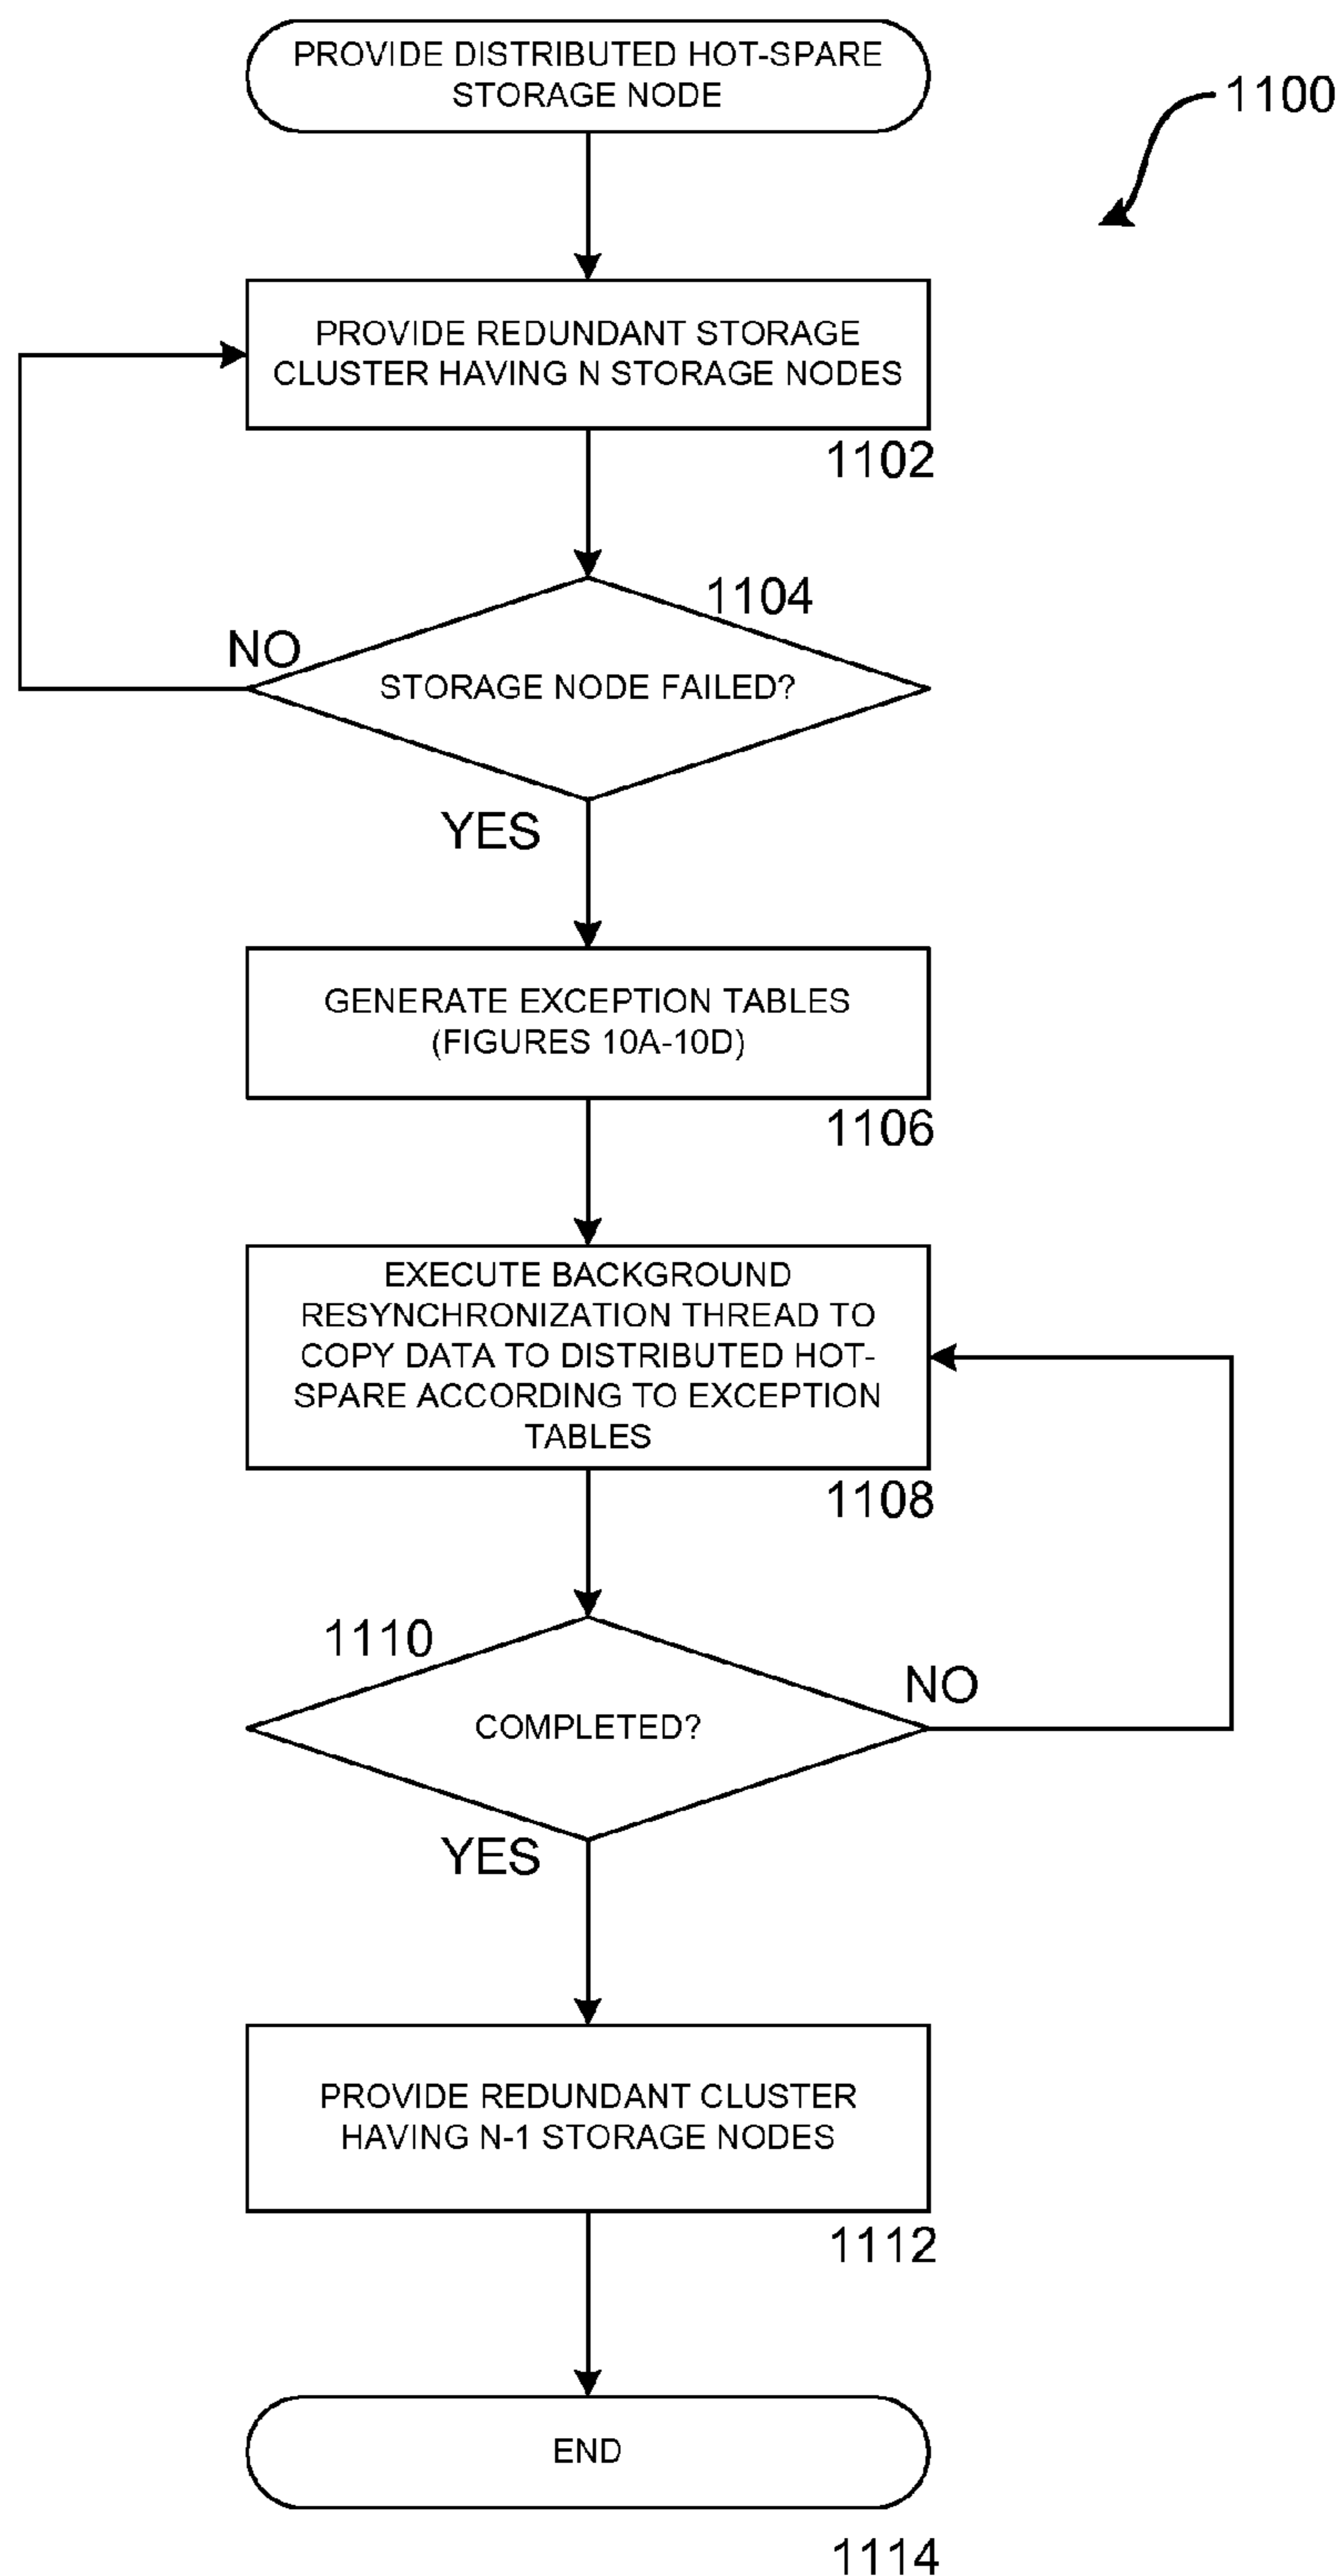 PROVIDE DISTRIBUTED HOT-SPARE
STORAGE NODE
1100
PROVIDE REDUNDANT STORAGE
CLUSTER HAVING N STORAGE NODES
1102
1104
NO
STORAGE NODE FAILED?
YES
GENERATE EXCEPTION TABLES
(FIGURES 10A-10D)
1106
EXECUTE BACKGROUND
RESYNCHRONIZATION THREAD TO
COPY DATA TO DISTRIBUTED HOT-
SPARE ACCORDING TO EXCEPTION
TABLES
1108
1110
NO
COMPLETED?
YES
PROVIDE REDUNDANT CLUSTER
HAVING N-1 STORAGE NODES
1112
END
1114